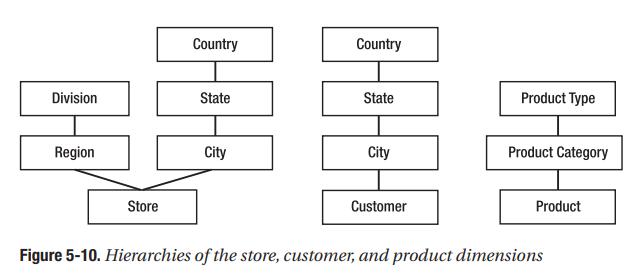 Country
Country
Division
State
State
Product Type
Region
City
City
Product Category
Store
Customer
Product
Figure 5-10. Hierarchies of the store, customer, and product dimensions